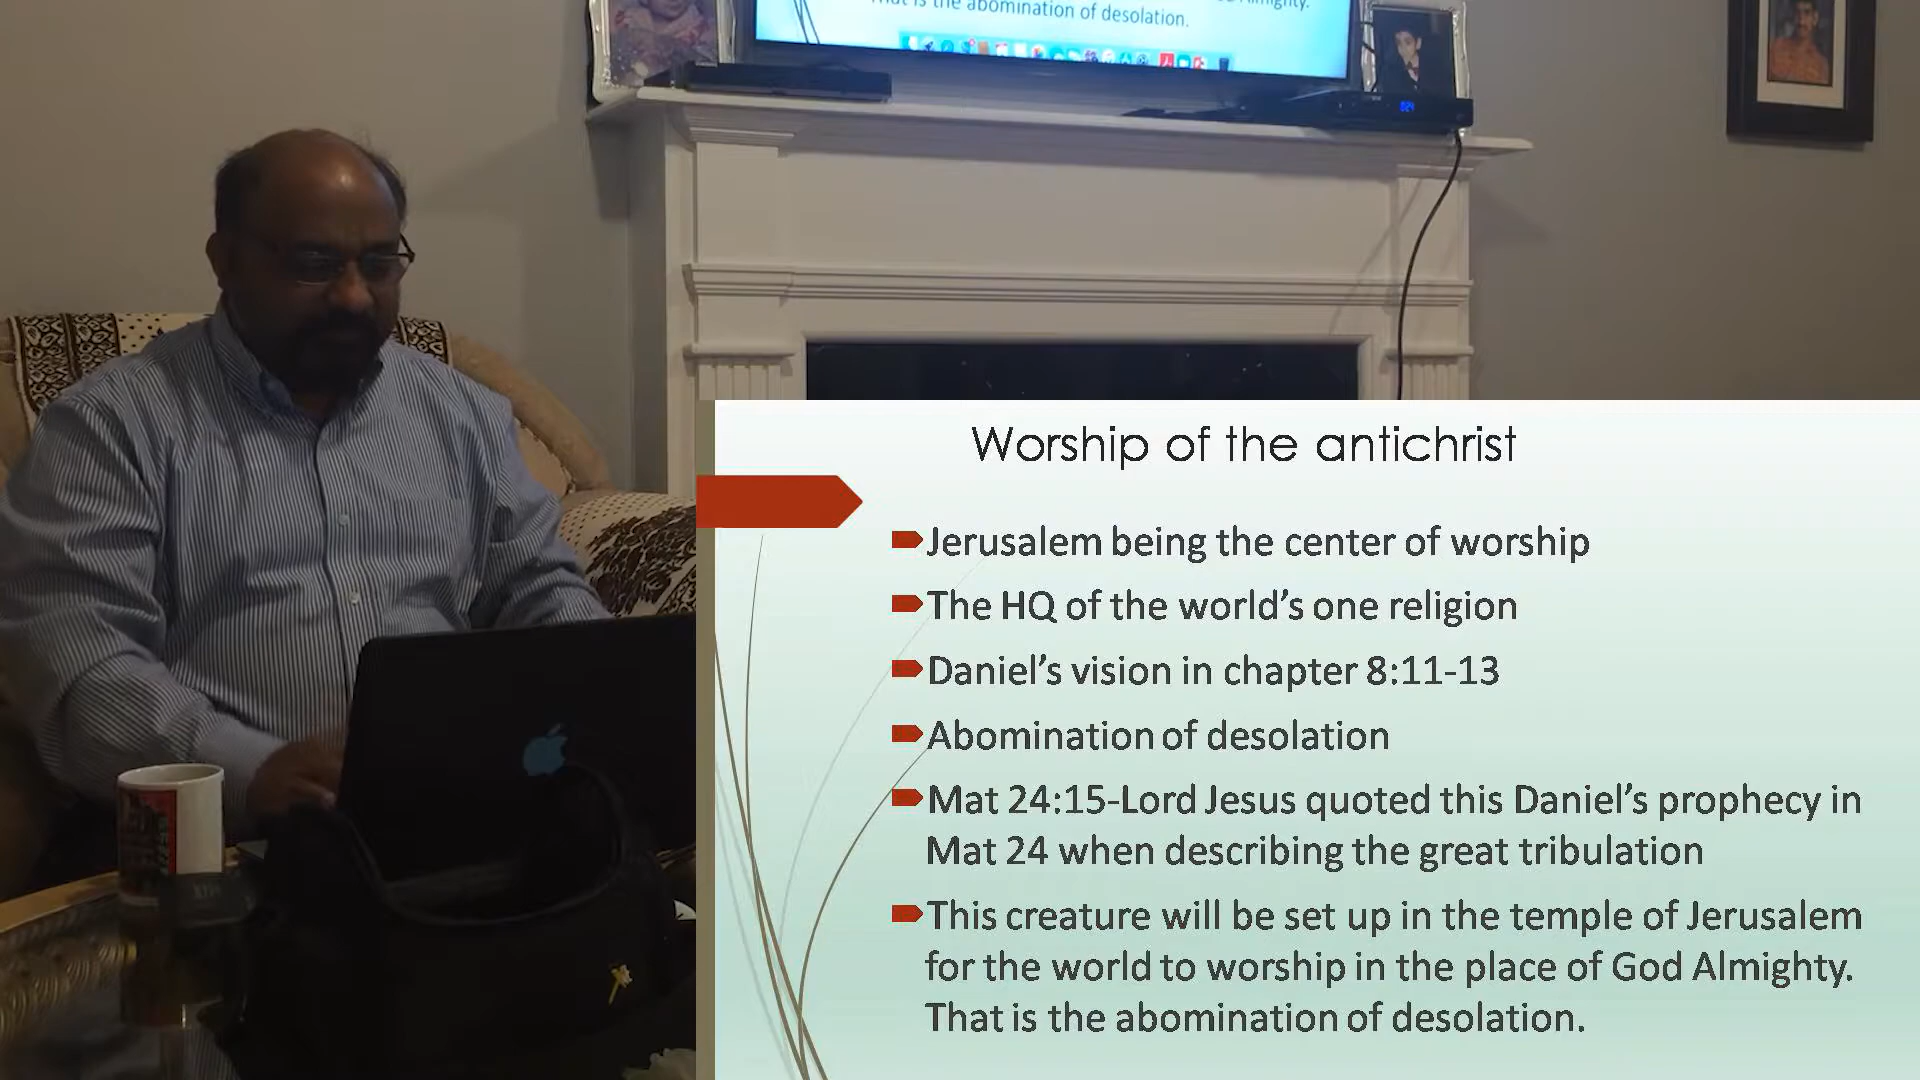 That is the abomination of desolation.
Worship of the antichrist
Jerusalem being the center of worship
The HQ of the world's one religion
Daniel's vision in chapter 8:11-13
Abomination of desolation
Mat 24:15-Lord Jesus quoted this Daniel's prophecy in
Mat 24 when describing the great tribulation
This creature will be set up in the temple of Jerusalem
for the world to worship in the place of God Almighty.
That is the abomination of desolation.